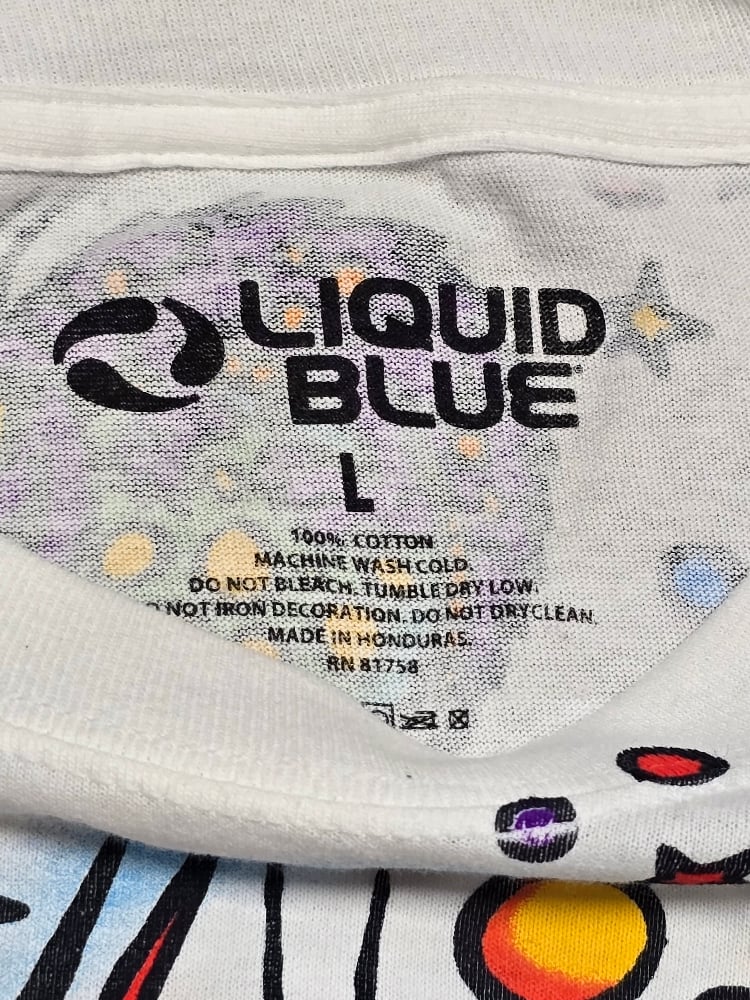 LIQUID
BLUE®
L
100% COTTON
MACHINE WASH COLD.
DO NOT BLEACH. TUMBLE DRY LOW.
NOT IRON DECORATION. DO NOT DRYCLEAN.
MADE IN HONDURAS.
RN 81758